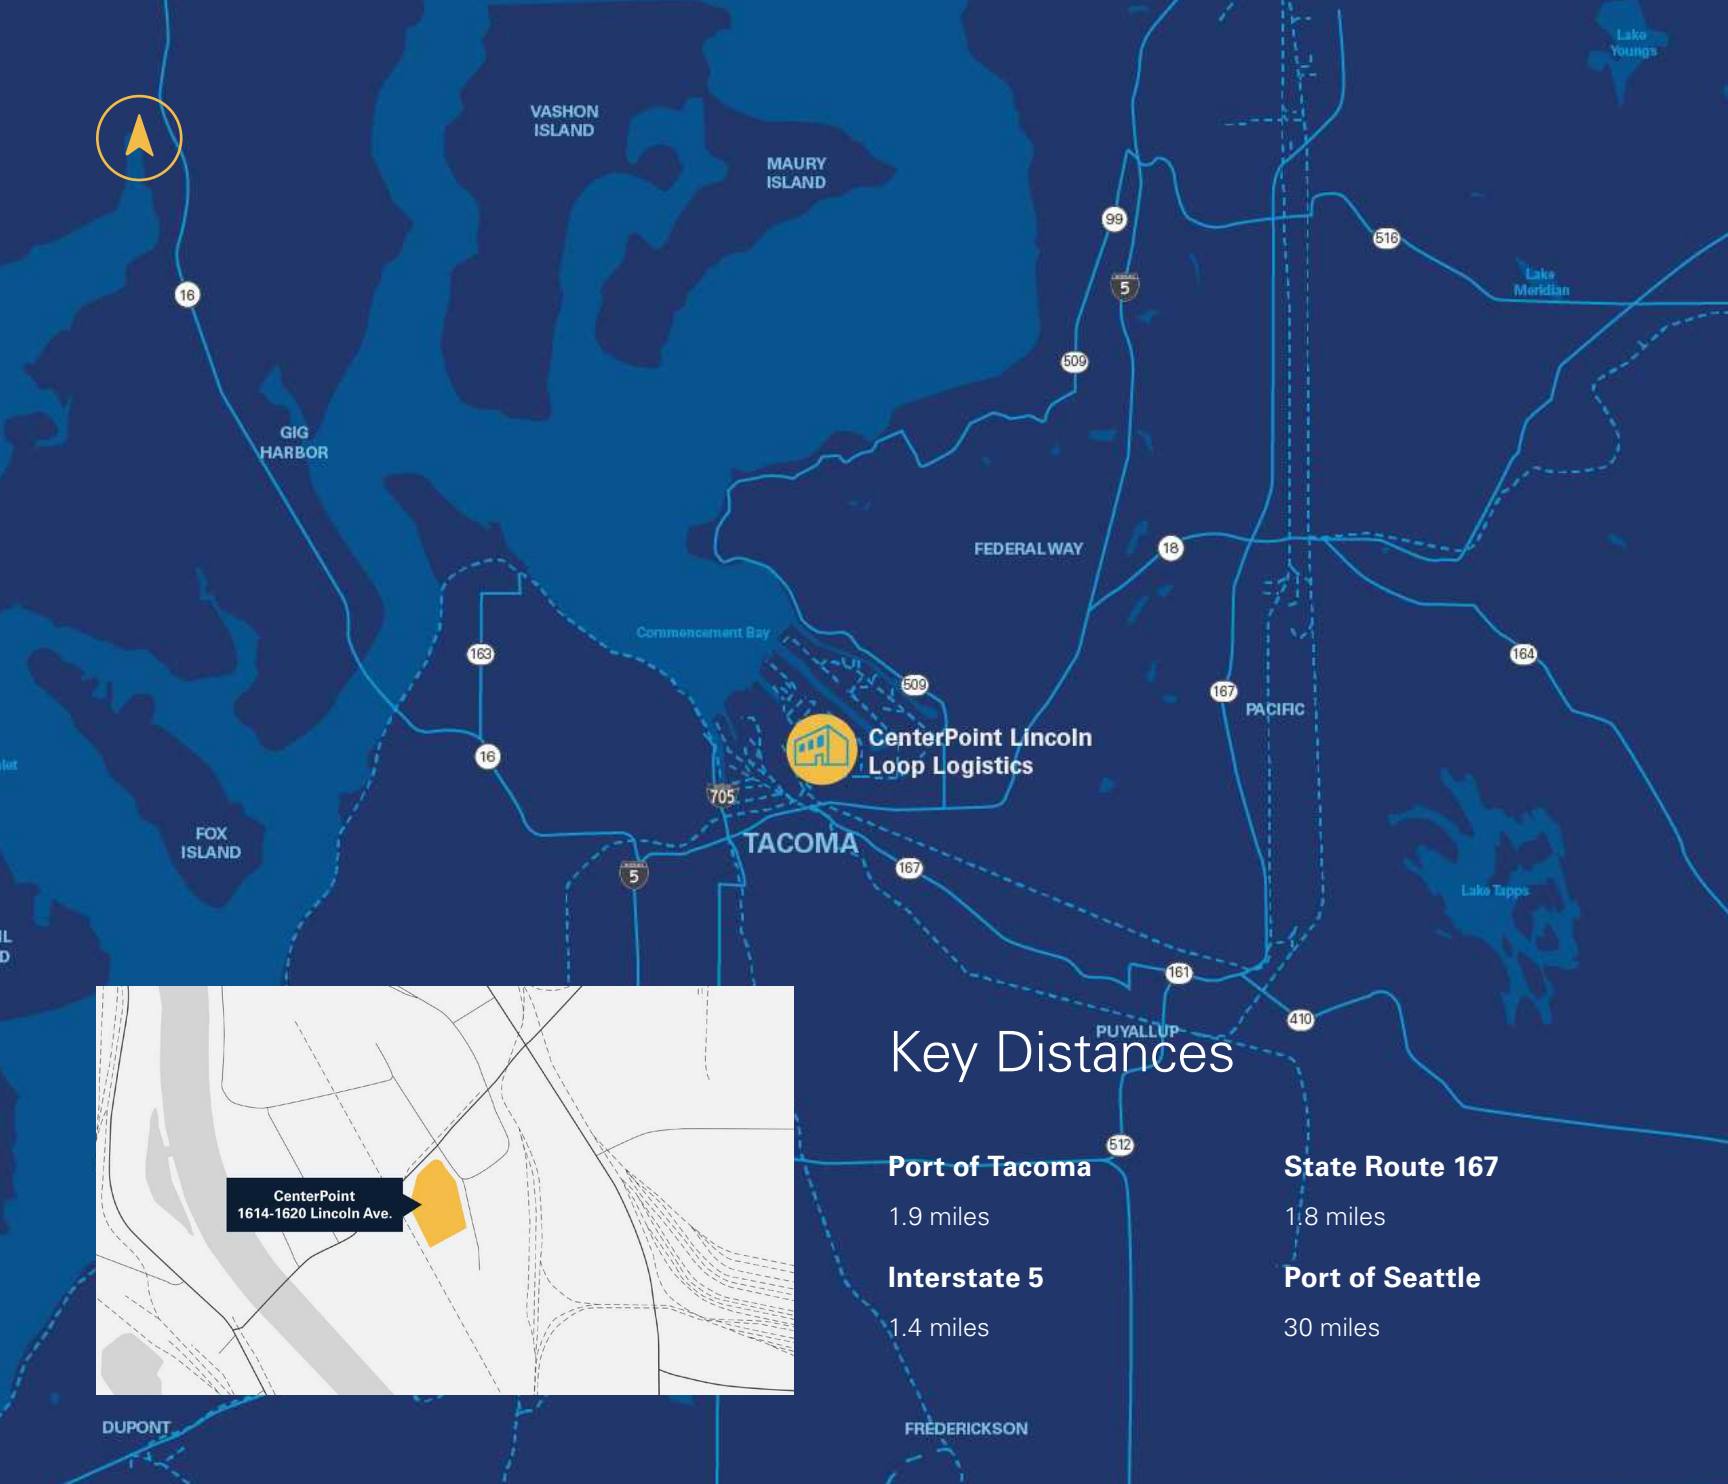 Lake
Youngs
VASHON
ISLAND
MAURY
ISLAND
99
516
5
Lake
Meridian
16
509
GIG
HARBOR
FEDERAL WAY
18
Commencement Bay
163
509
164
167
PACIFIC
16
CenterPoint Lincoln
Loop Logistics
705
TACOMA
FOX
ISLAND
5
167
Lake Tapps
161
410
PUYALLUP
Key Distances
512
Port of Tacoma
1.9 miles
State Route 167
1.8 miles
Interstate 5
1.4 miles
Port of Seattle
30 miles
CenterPoint
1614-1620 Lincoln Ave.
DUPONT
FREDERICKSON